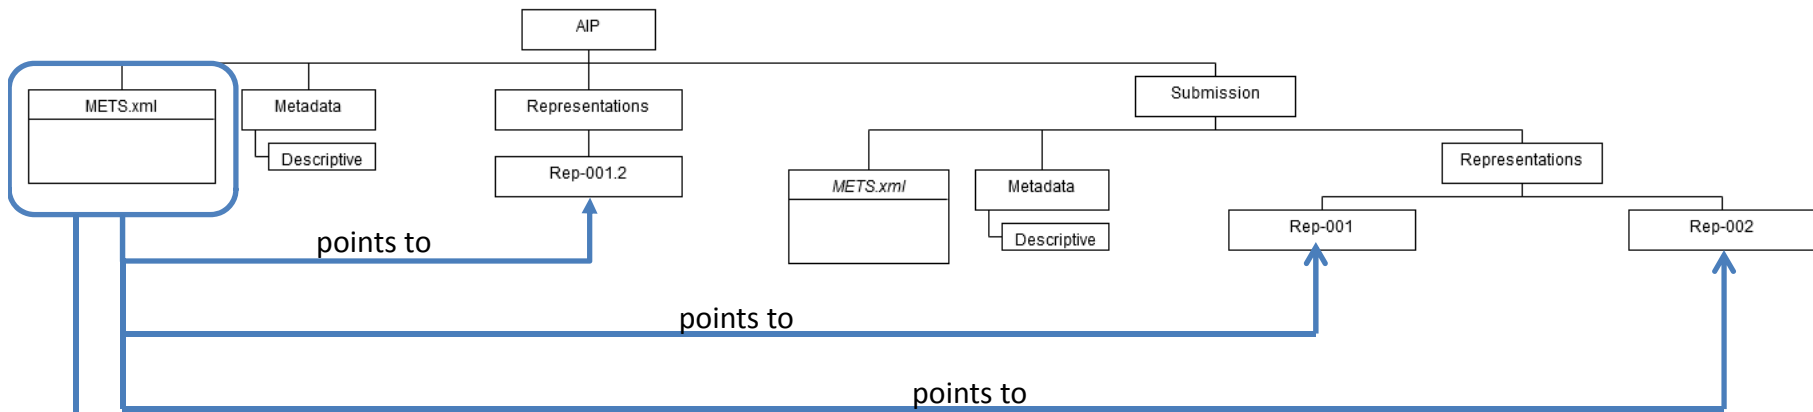 AIP
METS.xml
Metadata
Descriptive
Representations
Rep-001.2
Submission
METS.xml
Metadata
Descriptive
Representations
Rep-001
Rep-002
points to
points to
points to